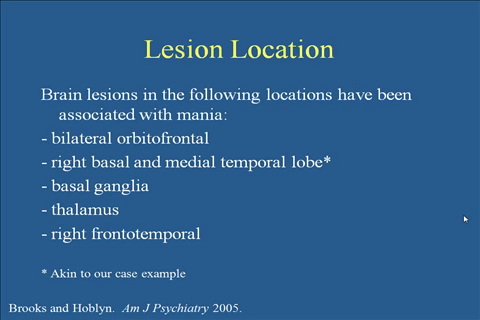 Lesion Location
Brain lesions in the following locations have been
associated with mania:
- bilateral orbitofrontal
- right basal and medial temporal lobe*
- basal ganglia
- thalamus
- right frontotemporal
* Akin to our case example
Brooks and Hoblyn. Am J Psychiatry 2005.